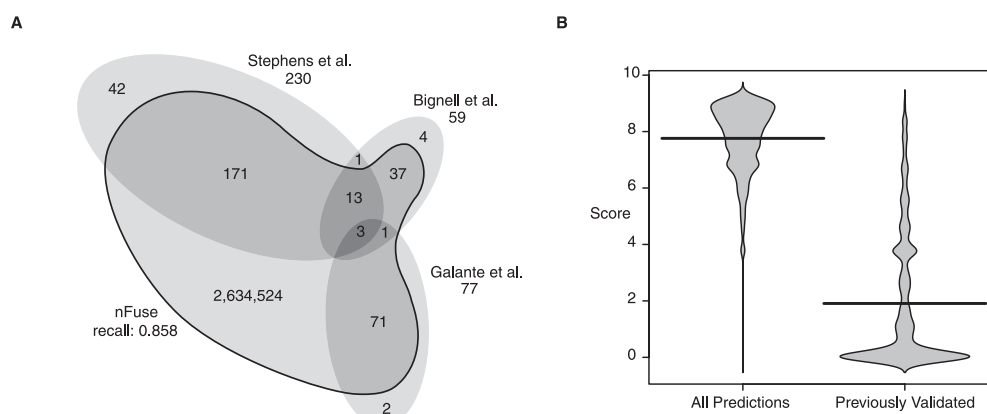 A
Stephens et al.
230
Bignell et al.
59
42
4
1
171
37
13
3
1
Galante et al.
77
2,634,524
nFuse
recall: 0.858
71
2
B
10
8
6
Score
4
2
0
All Predictions
Previously Validated